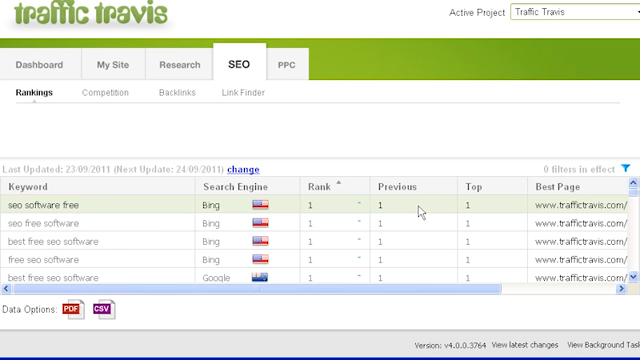 traffic travis
Active Project Traffic Travis
Dashboard My Site Research SEO PPC
Rankings Competition Backlinks Link Finder
Last Updated: 23/09/2011 (Next Update: 24/09/2011) change 0 filters in effect
Keyword Search Engine Rank Previous Top Best Page
seo software free Bing 1 1 1 www.traffictravis.com/
seo free software Bing 1 1 1 www.traffictravis.com/
best free seo software Bing 1 1 1 www.traffictravis.com/
free seo software Bing 1 1 1 www.traffictravis.com/
best free seo software Google 1 1 1 www.traffictravis.com/
Data Options: PDF CSV
Version: v4.0.0.3764 View latest changes View Background Tas